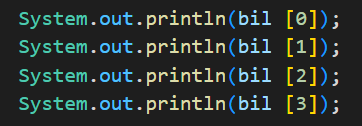 System.out.println(bil [0]);
System.out.println(bil [1]);
System.out.println(bil [2]);
System.out.println(bil [3]);